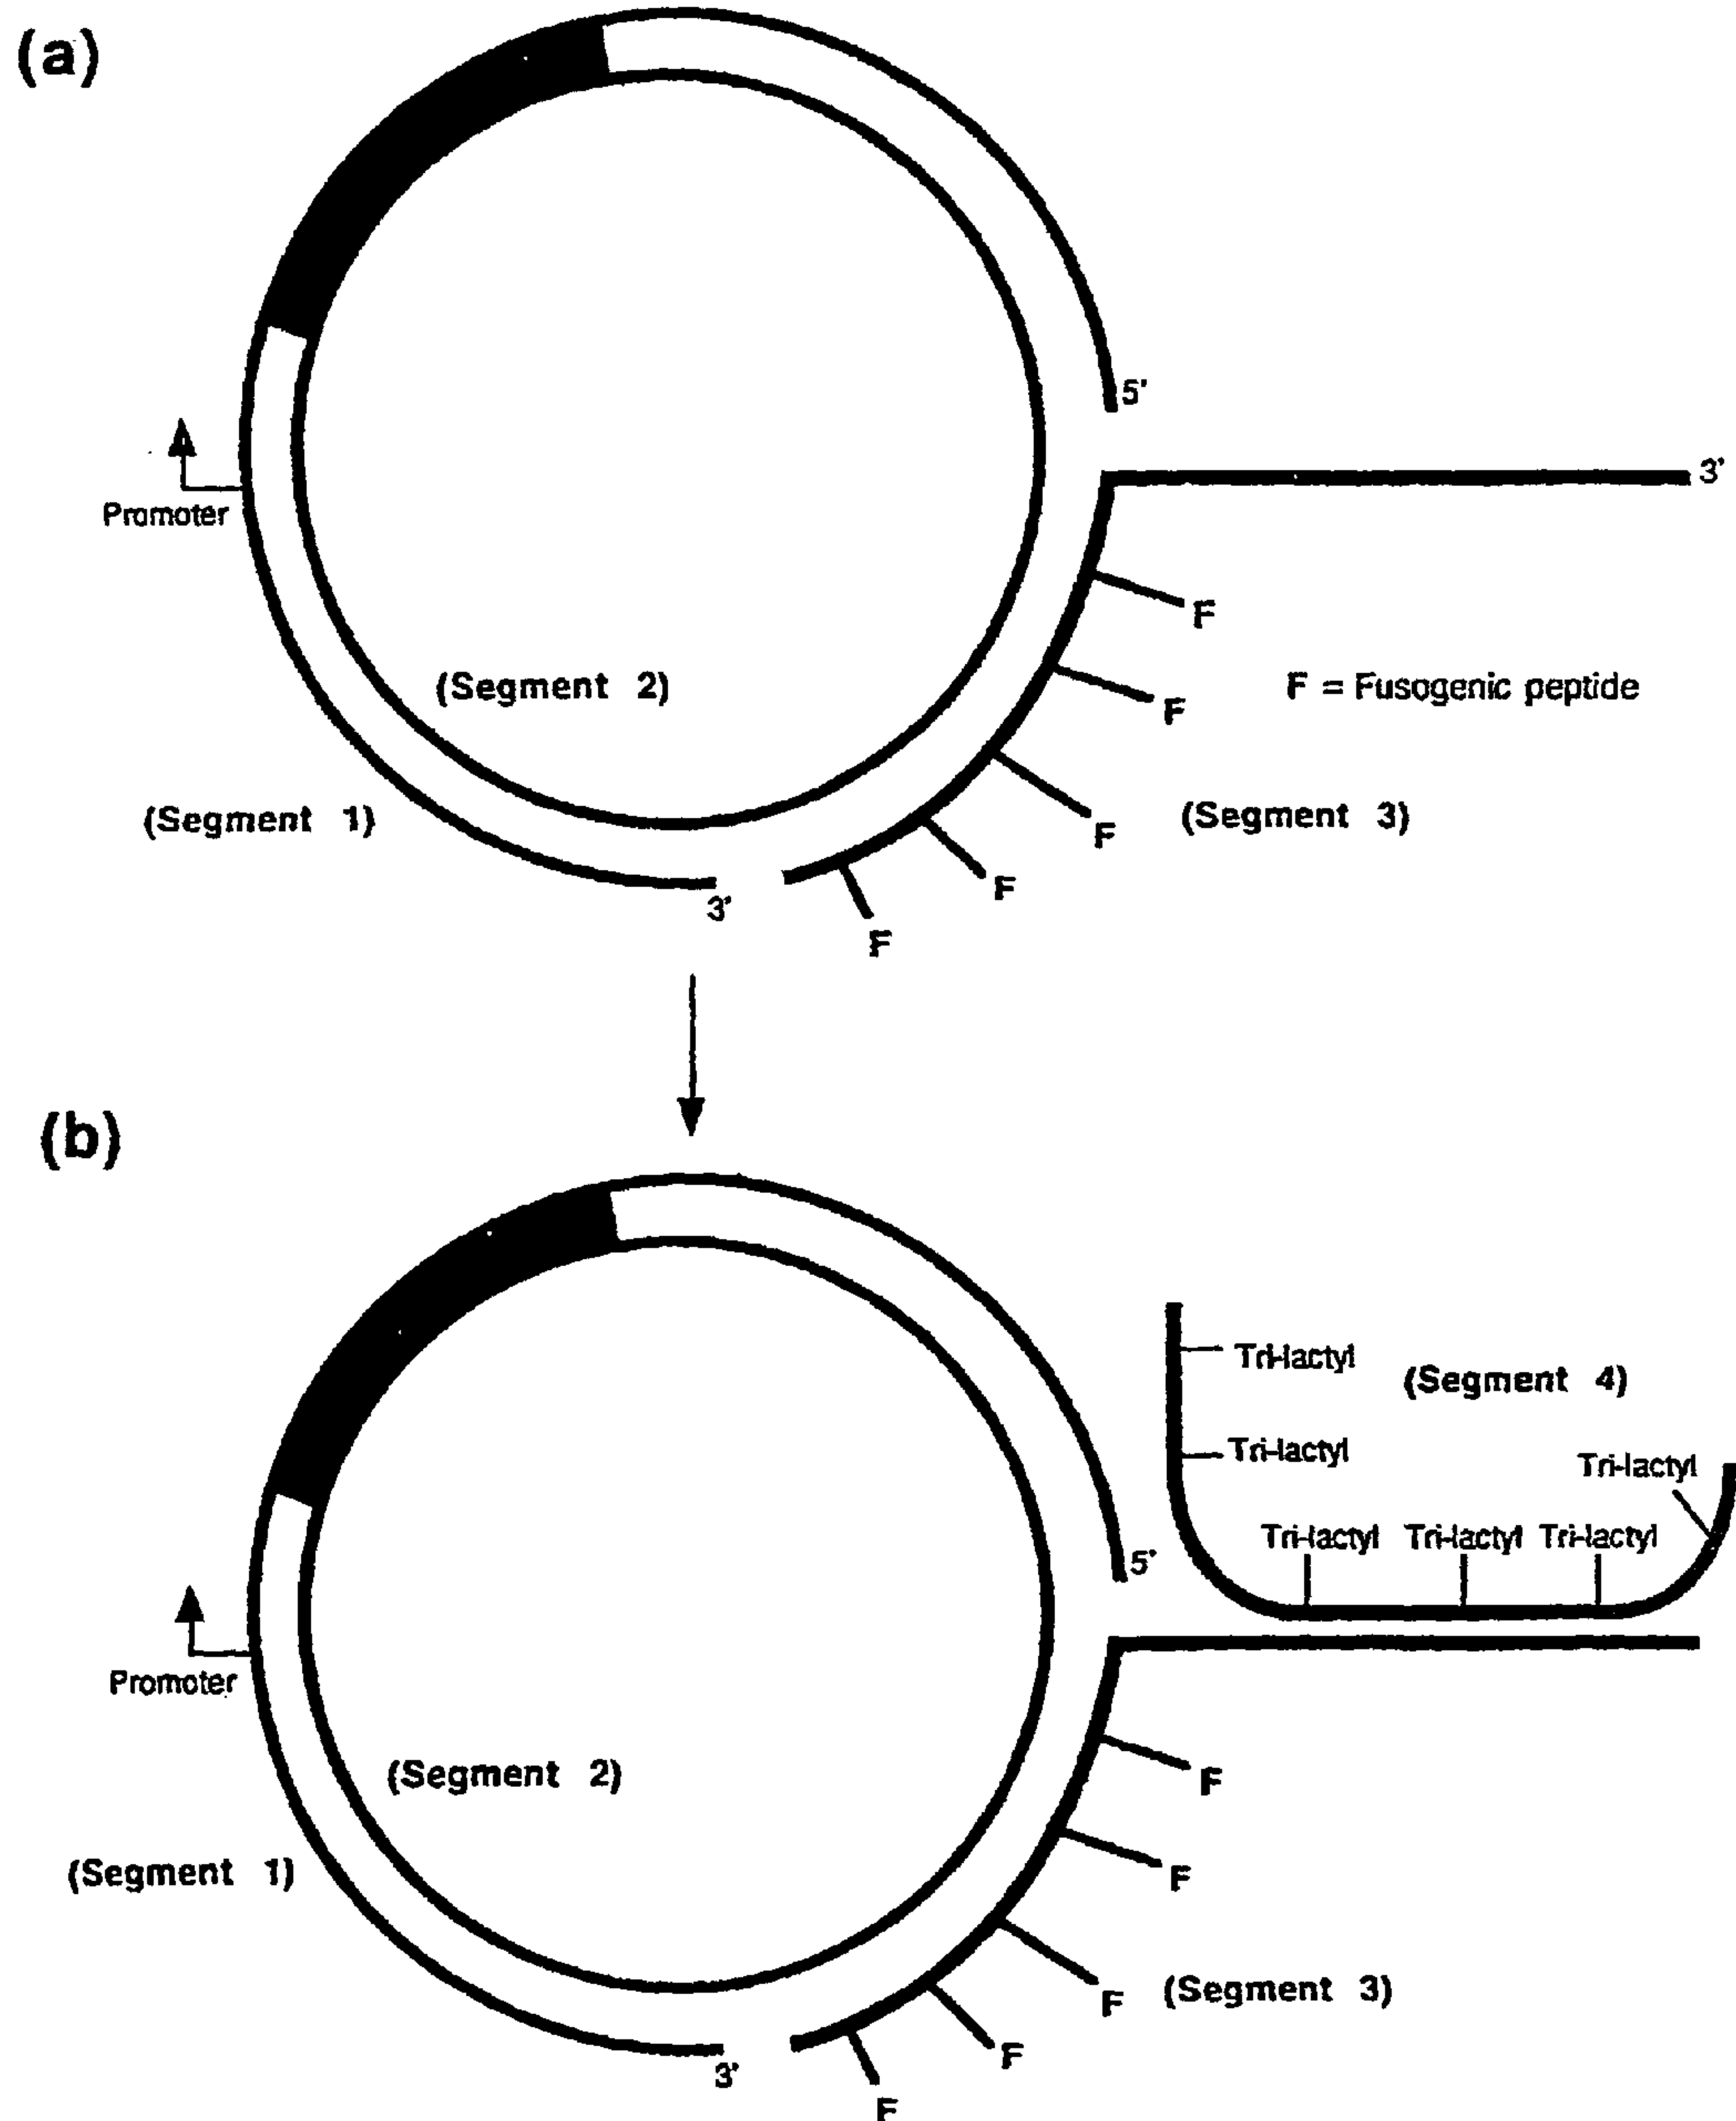 (a)
5'
3'
Promoter
F
F
(Segment 2)
F = Fusogenic peptide
(Segment 1)
F
(Segment 3)
F
3'
F
(b)
Tri-lactyl
(Segment 4)
Tri-lactyl
Tri-lactyl
Tri-lactyl Tri-lactyl Tri-lactyl
5'
Promoter
(Segment 2)
F
(Segment 1)
F
F
(Segment 3)
F
3'
F